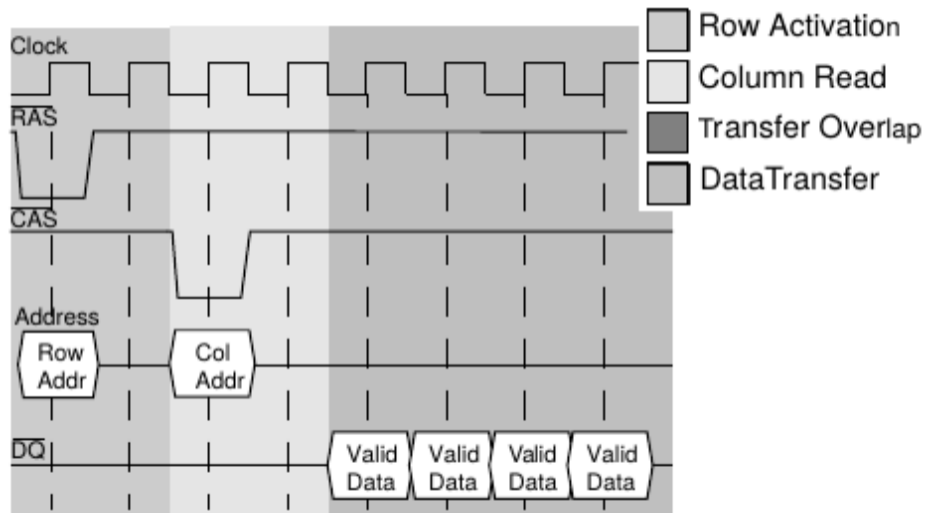 Clock
RAS
CAS
Address
Row
Addr
Col
Addr
DQ
Valid
Data
Valid
Data
Valid
Data
Valid
Data
Row Activation
Column Read
Transfer Overlap
DataTransfer